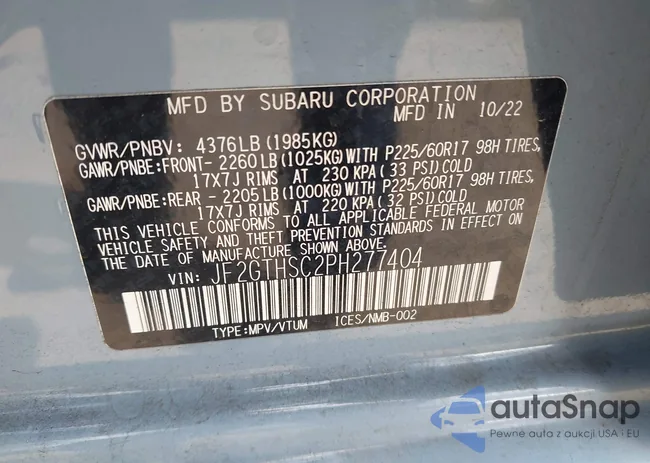 MFD BY SUBARU CORPORATION
MFD IN 10/22
GVWR/PNBV: 4376LB(1985KG)
GAWR/PNBE:FRONT-2260LB(1025KG)WITH P225/60R17 98H TIRES,
17X7J RIMS AT 230 KPA(33 PSI)COLD
GAWR/PNBE:REAR -2205LB(1000KG)WITH P225/60R17 98H TIRES,
17X7J RIMS AT 220 KPA(32 PSI)COLD
THIS VEHICLE CONFORMS TO ALL APPLICABLE FEDERAL MOTOR
VEHICLE SAFETY AND THEFT PREVENTION STANDARDS IN EFFECT ON
THE DATE OF MANUFACTURE SHOWN ABOVE.
VIN: JF2GTHSC2PH277404
TYPE:MPV/VTUM ICES/NMB-002
autoSnap
Pewne auta z aukcji USA i EU